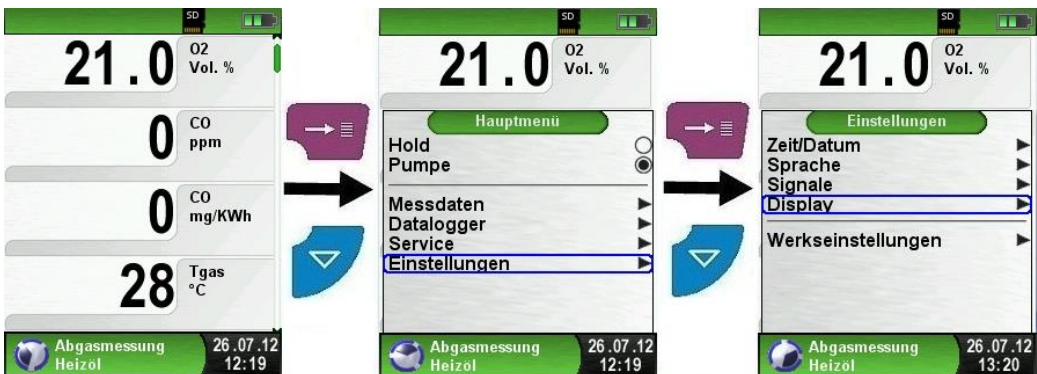 SD
21.0 O2 Vol. %
0 CO ppm
0 CO mg/KWh
28 Tgas °C
Abgasmessung 26.07.12
Heizöl 12:19
SD
21.0 O2 Vol. %
Hauptmenü
Hold
Pumpe
Messdaten
Datalogger
Service
Einstellungen
Abgasmessung 26.07.12
Heizöl 12:19
SD
21.0 O2 Vol. %
Einstellungen
Zeit/Datum
Sprache
Signale
Display
Werkseinstellungen
Abgasmessung 26.07.12
Heizöl 13:20